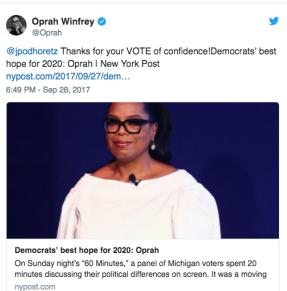 Oprah Winfrey
@Oprah
@jpodhoretz Thanks for your VOTE of confidence!Democrats' best
hope for 2020: Oprah | New York Post
nypost.com/2017/09/27/dem…
6:49 PM - Sep 28, 2017
Democrats' best hope for 2020: Oprah
On Sunday night's "60 Minutes," a panel of Michigan voters spent 20
minutes discussing their political differences on screen. It was a moving
nypost.com